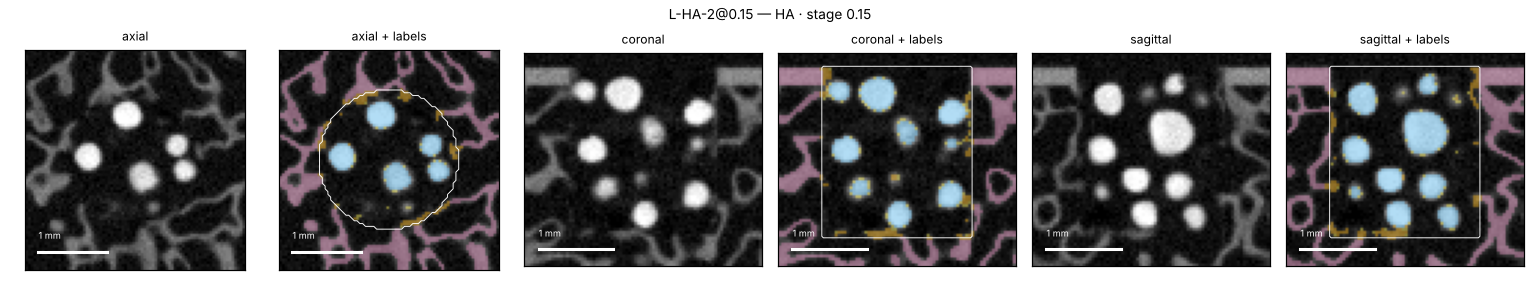 L-HA-2@0.15 — HA · stage 0.15
axial
axial + labels
coronal
coronal + labels
sagittal
sagittal + labels
1 mm
1 mm
1 mm
1 mm
1 mm
1 mm